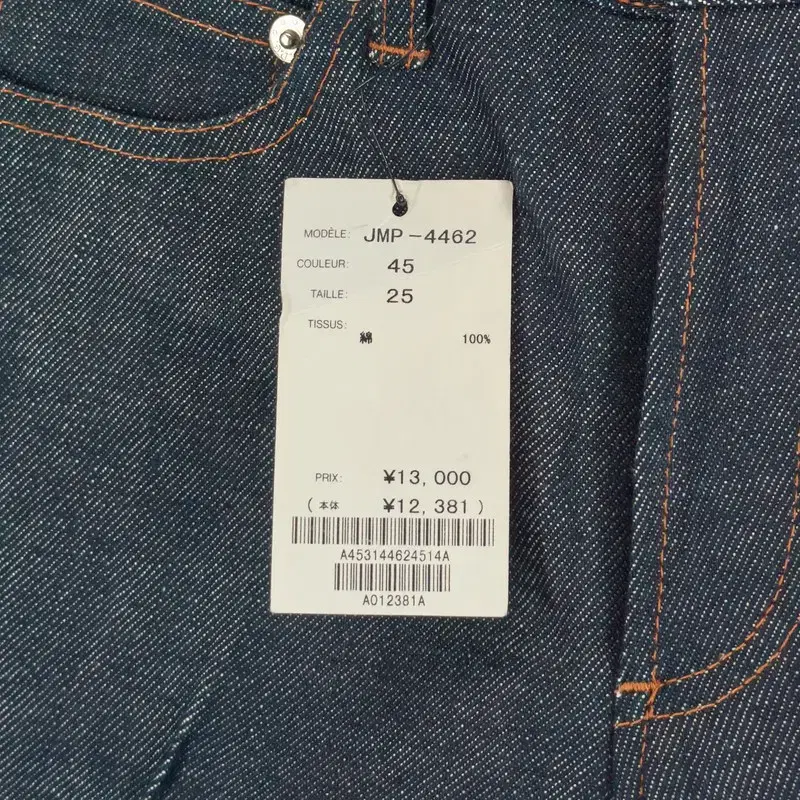 MODÈLE: JMP-4462
COULEUR: 45
TAILLE: 25
TISSUS:
綿 100%
PRIX: ¥13,000
(本体 ¥12,381)
A453144624514A
A012381A